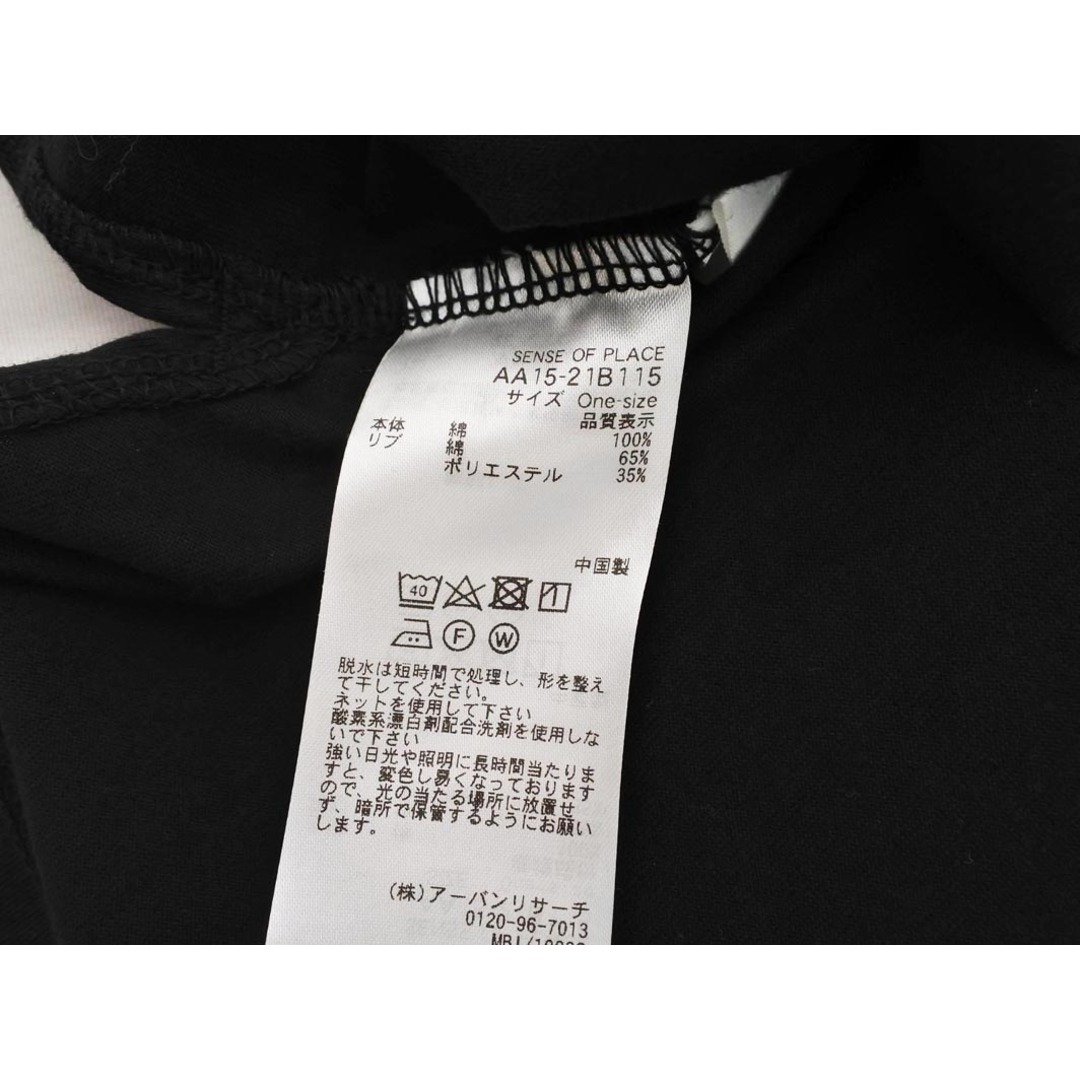 SENSE OF PLACE
AA15-21B115
サイズ One-size
品質表示
本体 綿 100%
リブ 綿 65%
ポリエステル 35%
中国製
40
F W
脱水は短時間で処理し、形を整え
て干してください。
ネットを使用して下さい
酸素系漂白剤配合洗剤を使用しな
いで下さい
強い日光や照明に長時間当たりま
すと、変色し易くなっております
ので、光の当たる場所に放置せ
ず、暗所で保管するようにお願い
します。
(株)アーバンリサーチ
0120-96-7013